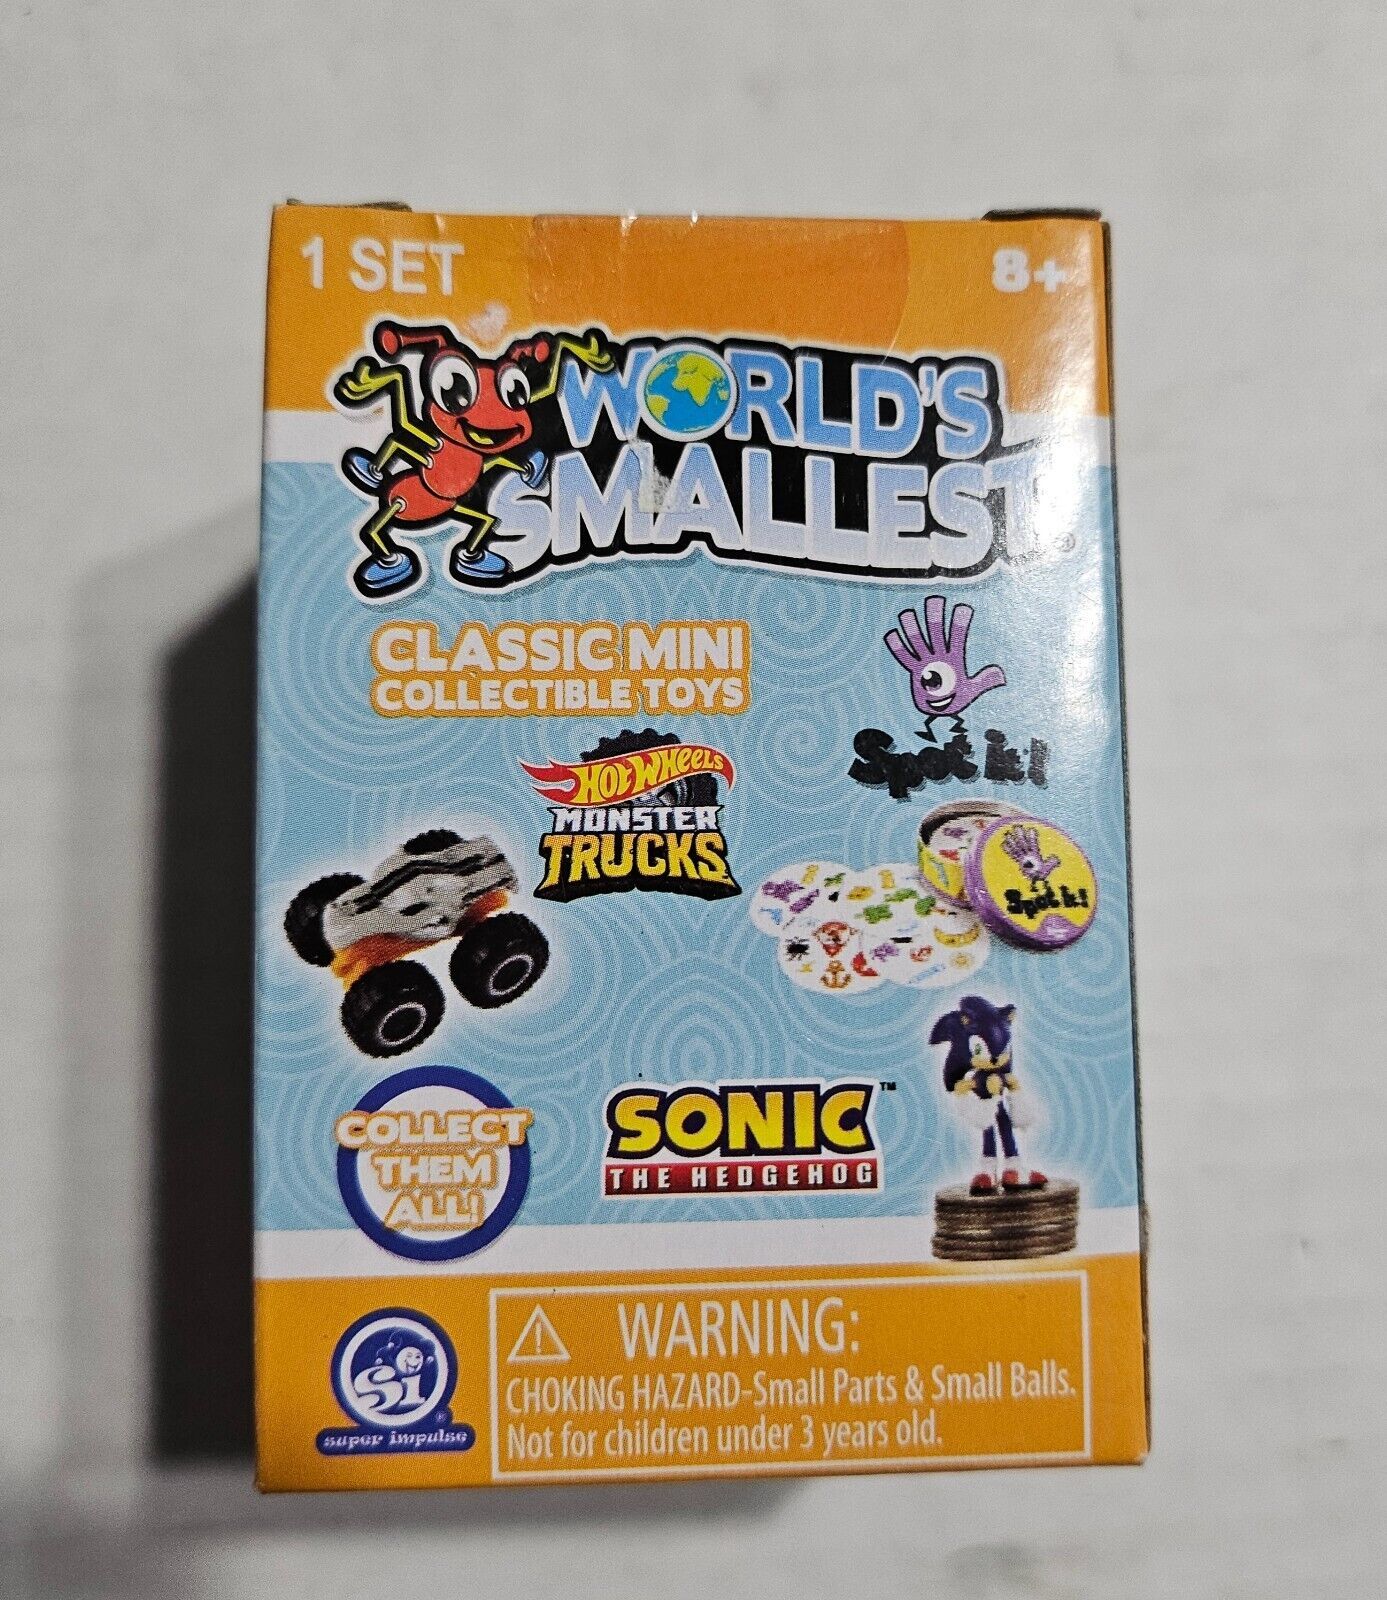 1 SET
8+
WORLD'S
SMALLEST
®
CLASSIC MINI
COLLECTIBLE TOYS
Spot it!
HOT WHEELS
MONSTER
TRUCKS
Spot it!
COLLECT
THEM
ALL!
SONIC™
THE HEDGEHOG
Si
®
super impulse
WARNING:
CHOKING HAZARD-Small Parts & Small Balls.
Not for children under 3 years old.